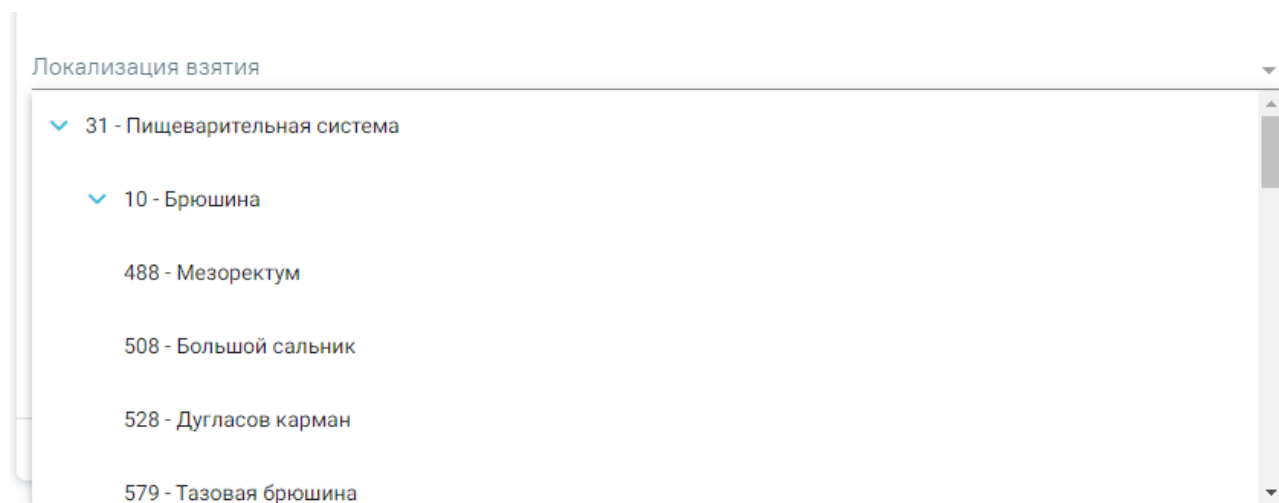 Локализация взятия
31 - Пищеварительная система
10 - Брюшина
488 - Мезоректум
508 - Большой сальник
528 - Дугласов карман
579 - Тазовая брюшина